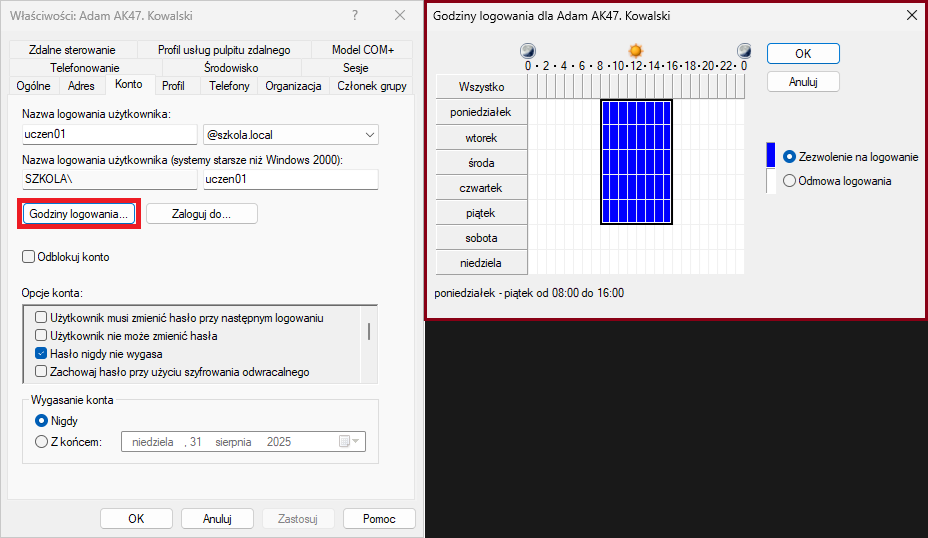 Właściwości: Adam AK47. Kowalski ?
Zdalne sterowanie Profil usług pulpitu zdalnego Model COM+
Telefonowanie Środowisko Sesje
Ogólne Adres Konto Profil Telefony Organizacja Członek grupy
Nazwa logowania użytkownika:
uczen01 @szkola.local
Nazwa logowania użytkownika (systemy starsze niż Windows 2000):
SZKOLA\ uczen01
Godziny logowania... Zaloguj do...
Odblokuj konto
Opcje konta:
Użytkownik musi zmienić hasło przy następnym logowaniu
Użytkownik nie może zmienić hasła
Hasło nigdy nie wygasa
Zachowaj hasło przy użyciu szyfrowania odwracalnego
Wygasanie konta
Nigdy
Z końcem: niedziela , 31 sierpnia 2025
OK Anuluj Zastosuj Pomoc
Godziny logowania dla Adam AK47. Kowalski
0 · 2 · 4 · 6 · 8 · 10 · 12 · 14 · 16 · 18 · 20 · 22 · 0
OK
Anuluj
Wszystko
poniedziałek
wtorek
środa
czwartek
piątek
sobota
niedziela
Zezwolenie na logowanie
Odmowa logowania
poniedziałek - piątek od 08:00 do 16:00